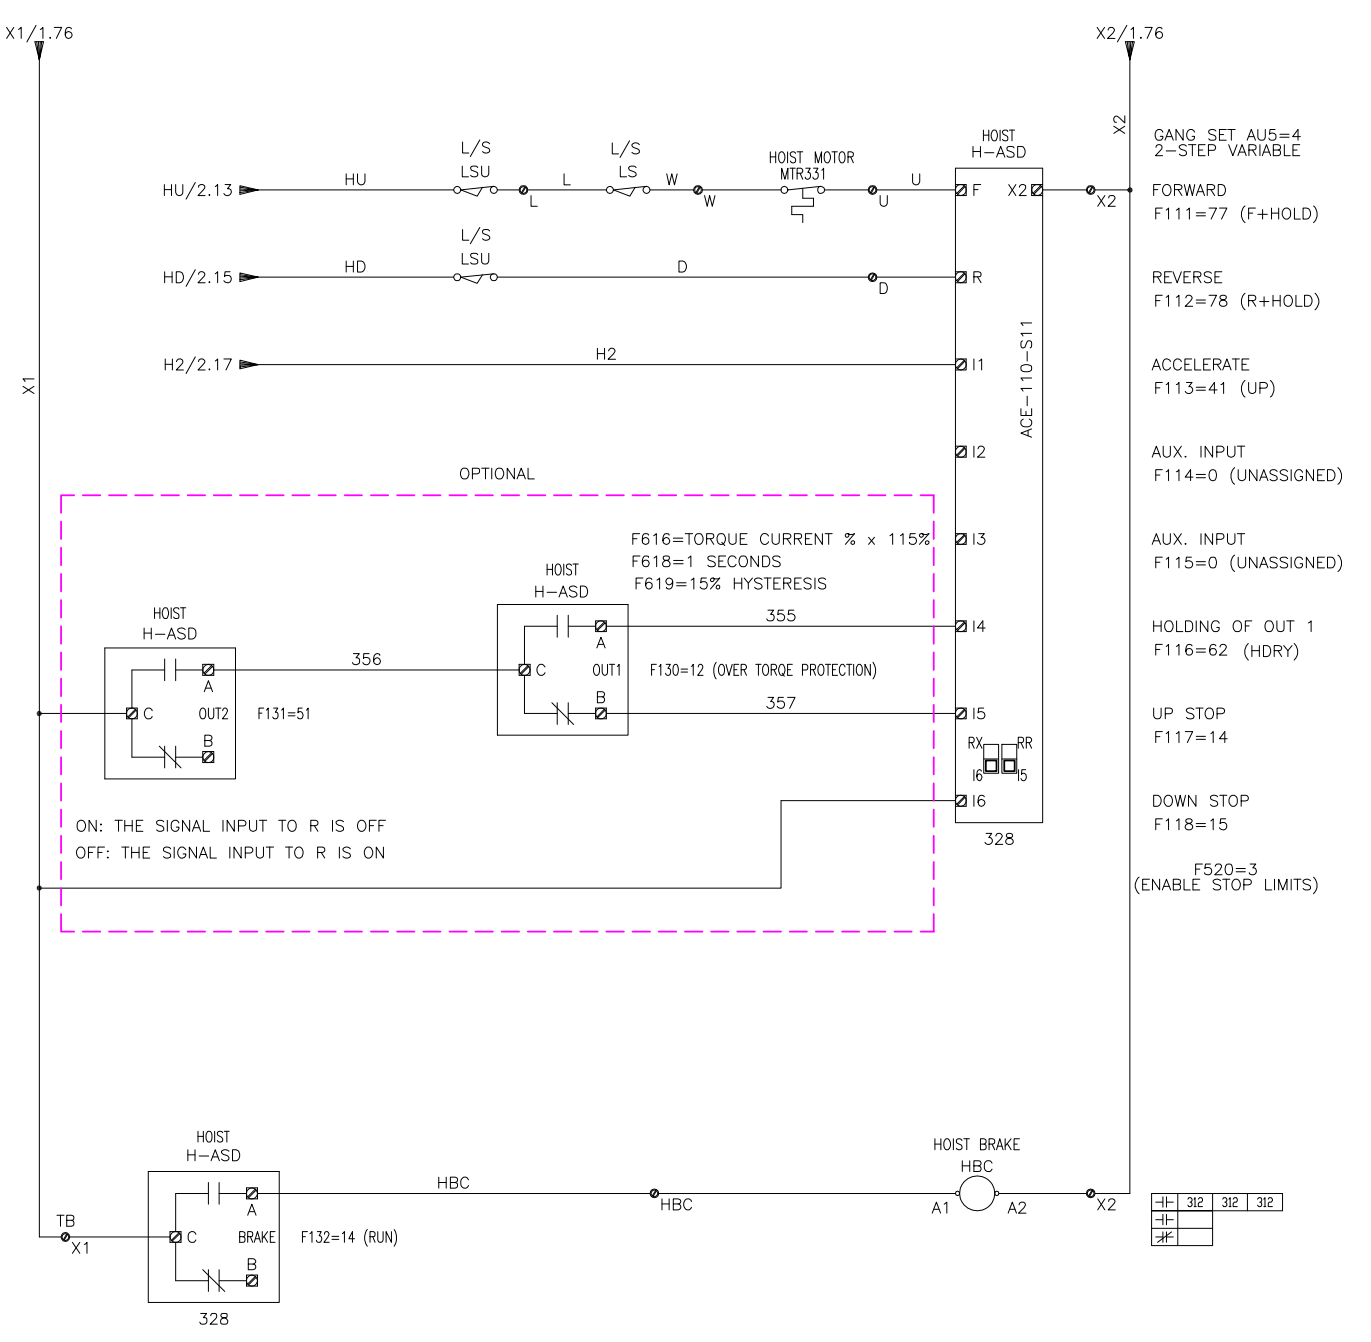 X1/1.76
X2/1.76
X2
GANG SET AU5=4
2-STEP VARIABLE
HOIST
H-ASD
L/S
LSU
L/S
LS
HOIST MOTOR
MTR331
HU/2.13
HU
L
L
W
W
U
U
F
X2
X2
FORWARD
F111=77 (F+HOLD)
L/S
LSU
HD/2.15
HD
D
D
R
REVERSE
F112=78 (R+HOLD)
H2/2.17
H2
I1
ACE-110-S11
ACCELERATE
F113=41 (UP)
X1
I2
AUX. INPUT
F114=0 (UNASSIGNED)
OPTIONAL
F616=TORQUE CURRENT % x 115%
F618=1 SECONDS
F619=15% HYSTERESIS
I3
AUX. INPUT
F115=0 (UNASSIGNED)
HOIST
H-ASD
A
C
OUT1
B
355
F130=12 (OVER TORQE PROTECTION)
357
I4
HOLDING OF OUT 1
F116=62 (HDRY)
HOIST
H-ASD
A
C
OUT2
B
356
F131=51
I5
UP STOP
F117=14
RX
RR
I6
I5
I6
DOWN STOP
F118=15
328
ON: THE SIGNAL INPUT TO R IS OFF
OFF: THE SIGNAL INPUT TO R IS ON
F520=3
(ENABLE STOP LIMITS)
HOIST
H-ASD
A
C
BRAKE
B
328
TB
X1
HBC
HBC
F132=14 (RUN)
HOIST BRAKE
HBC
A1
A2
X2
312 312 312